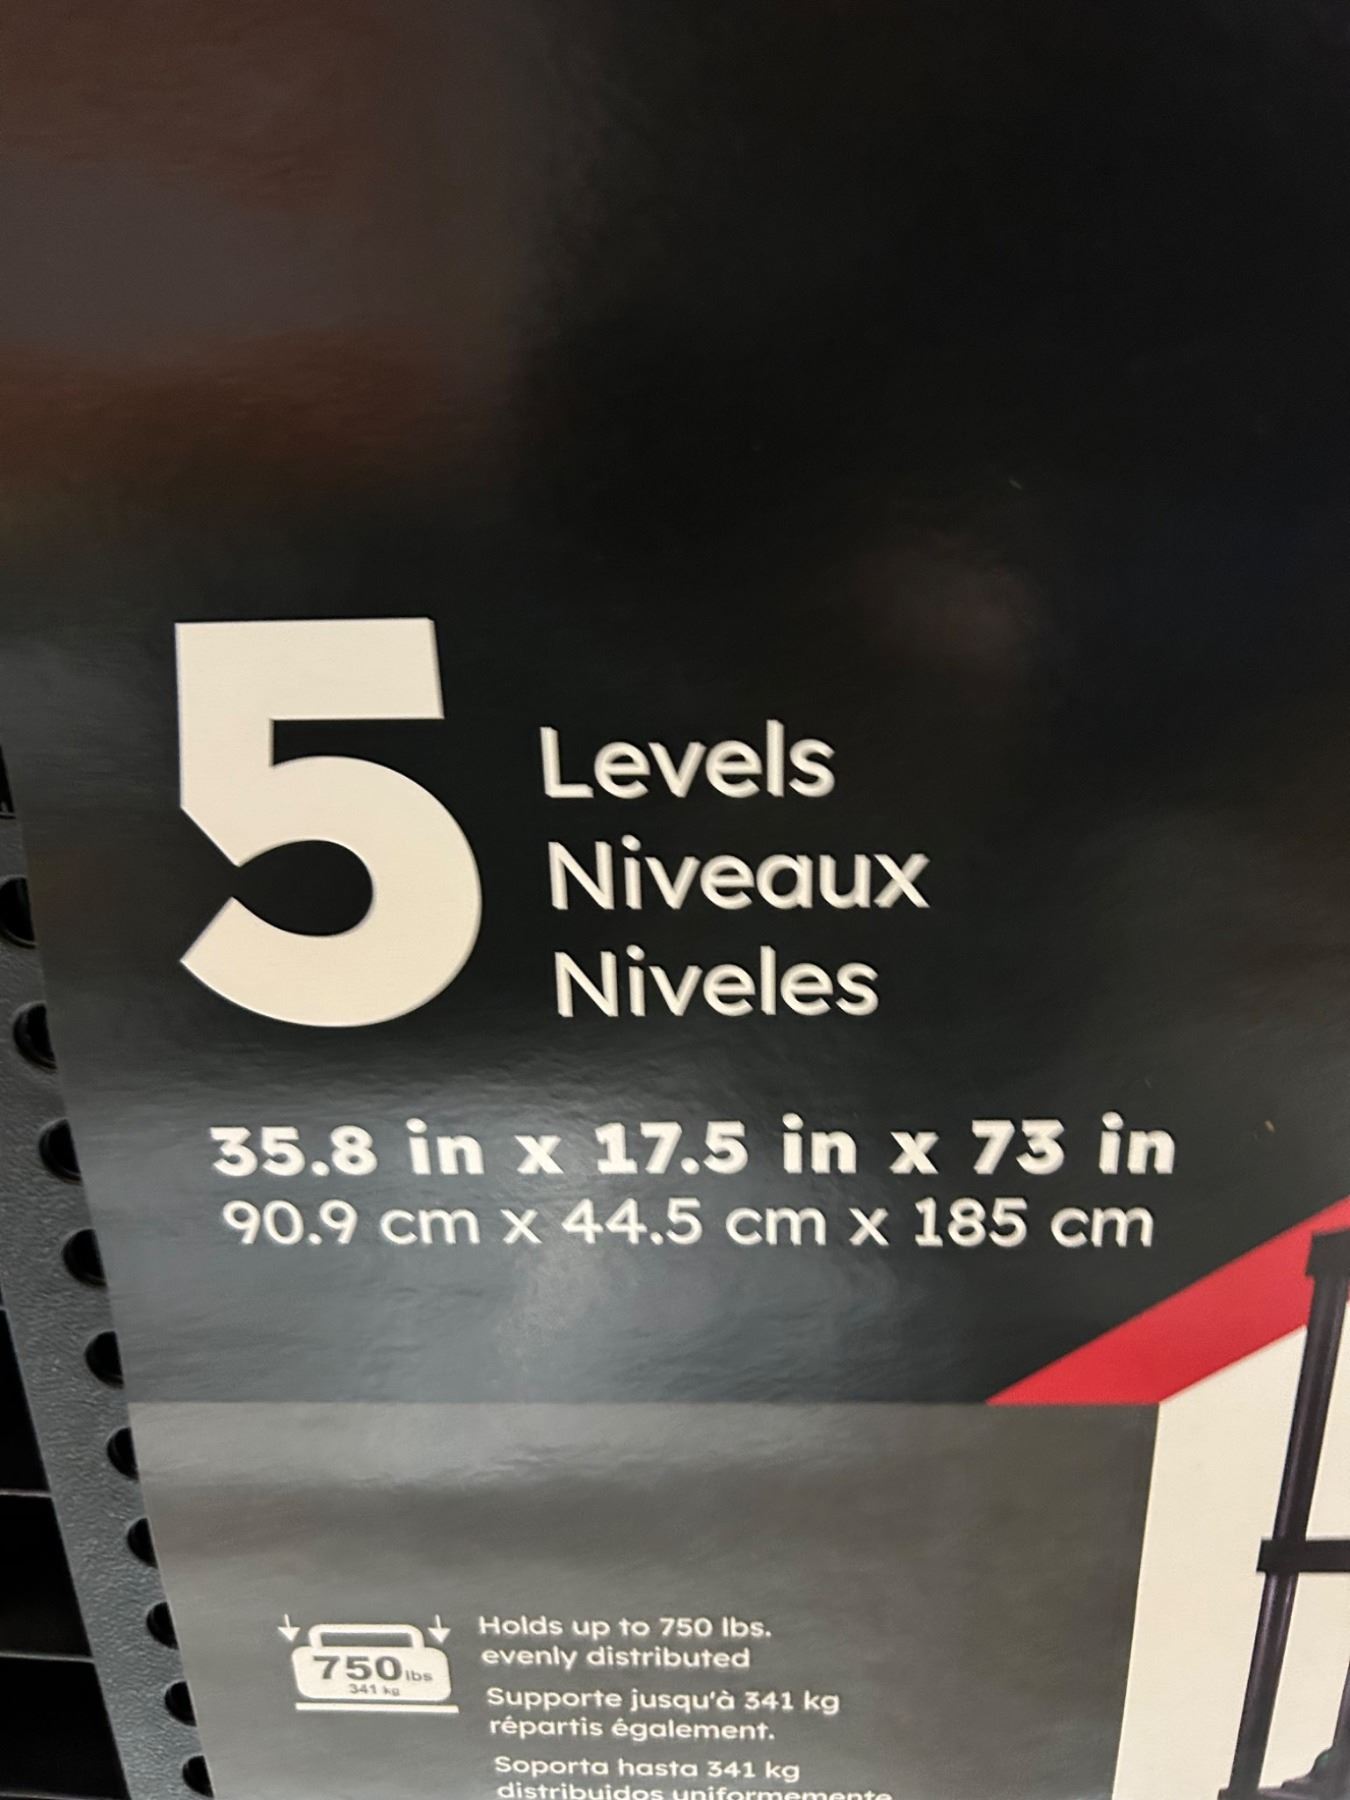 5
Levels
Niveaux
Niveles
35.8 in x 17.5 in x 73 in
90.9 cm x 44.5 cm x 185 cm
750 lbs
341 kg
Holds up to 750 lbs.
evenly distributed
Supporte jusqu'à 341 kg
répartis également.
Soporta hasta 341 kg
distribuidos uniformemente